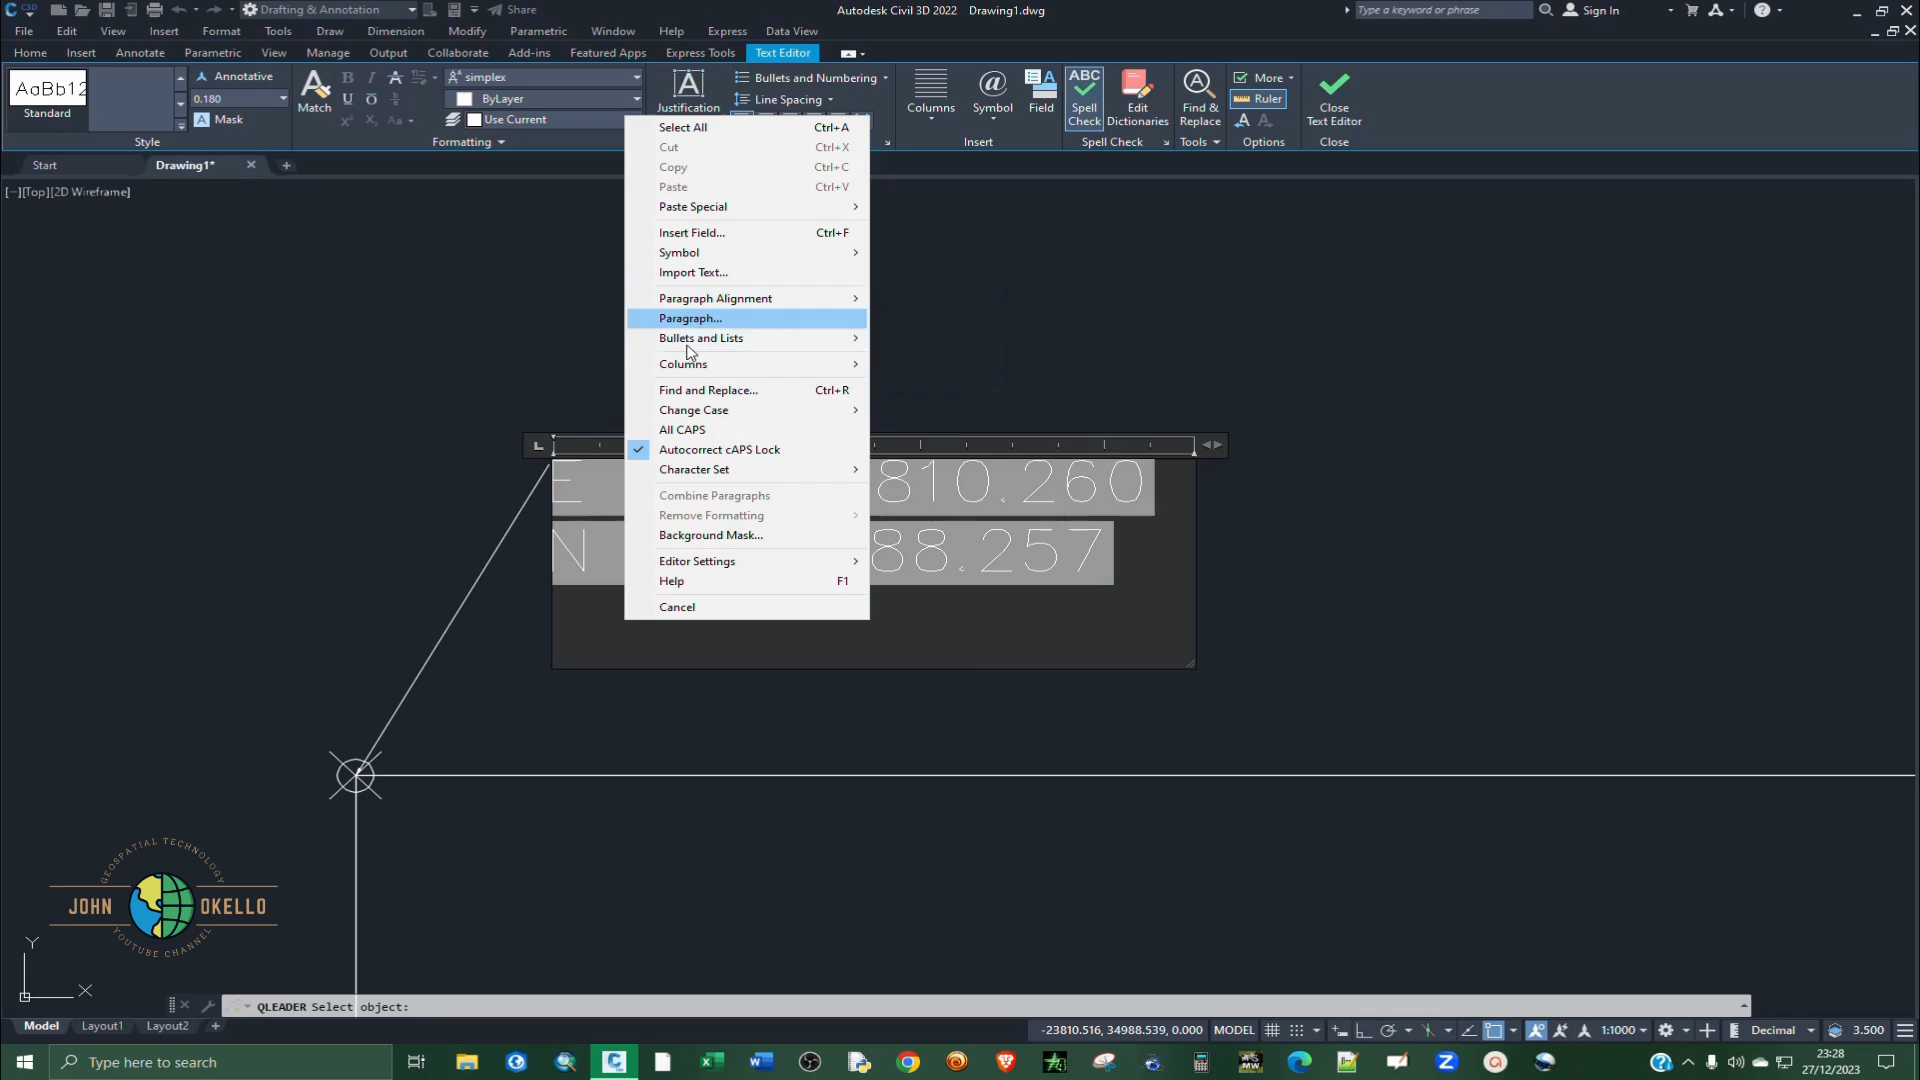 Drafting & Annotation
Share
Autodesk Civil 3D 2022 Drawing1.dwg
Type a keyword or phrase
Sign In
File Edit View Insert Format Tools Draw Dimension Modify Parametric Window Help Express Data View
Home Insert Annotate Parametric View Manage Output Collaborate Add-ins Featured Apps Express Tools Text Editor
AaBb12
Standard
Annotative
0.180
Mask
Style
Match
simplex
ByLayer
Use Current
Formatting
Justification
Bullets and Numbering
Line Spacing
Columns
Symbol
Field
Insert
ABC
Spell
Check
Edit
Dictionaries
Spell Check
Find &
Replace
Tools
More
Ruler
Options
Close
Text Editor
Close
Start
Drawing1*
[−][Top][2D Wireframe]
Select All Ctrl+A
Cut Ctrl+X
Copy Ctrl+C
Paste Ctrl+V
Paste Special
Insert Field... Ctrl+F
Symbol
Import Text...
Paragraph Alignment
Paragraph...
Bullets and Lists
Columns
Find and Replace... Ctrl+R
Change Case
All CAPS
Autocorrect cAPS Lock
Character Set
Combine Paragraphs
Remove Formatting
Background Mask...
Editor Settings
Help F1
Cancel
E 810.260
N 88.257
GEOSPATIAL TECHNOLOGY
JOHN OKELLO
YOUTUBE CHANNEL
Y
X
QLEADER Select object:
Model Layout1 Layout2
-23810.516, 34988.539, 0.000 MODEL
1:1000
Decimal
3.500
Type here to search
23:28
27/12/2023